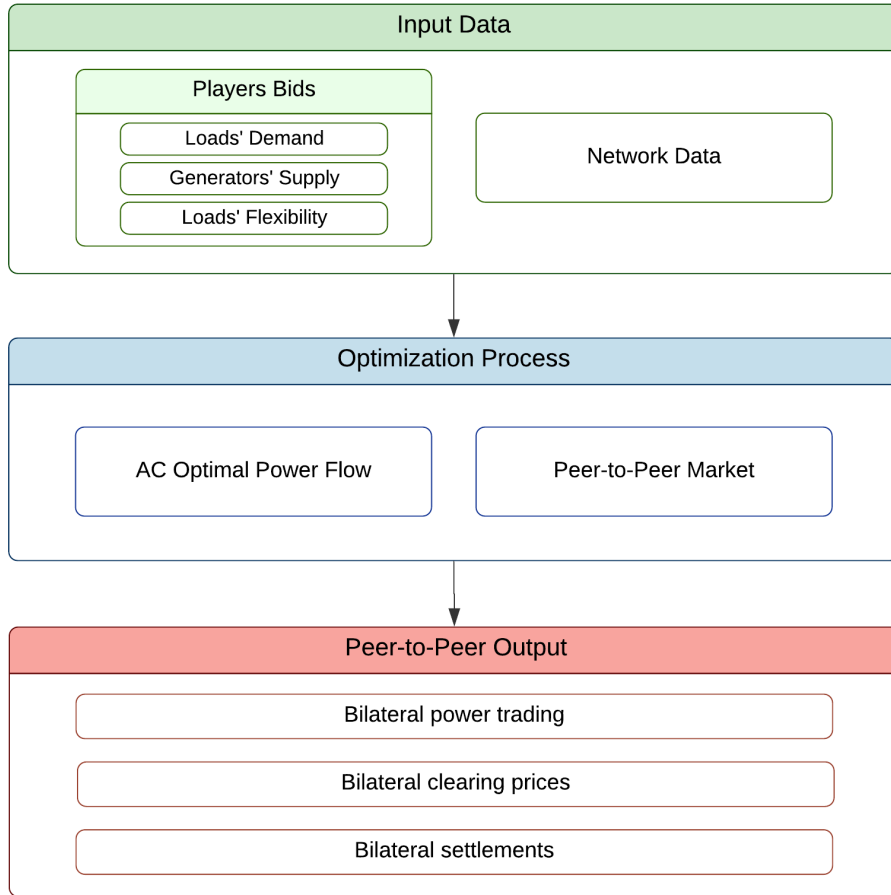 Input Data
Players Bids
Loads' Demand
Generators' Supply
Loads' Flexibility
Network Data
Optimization Process
AC Optimal Power Flow
Peer-to-Peer Market
Peer-to-Peer Output
Bilateral power trading
Bilateral clearing prices
Bilateral settlements